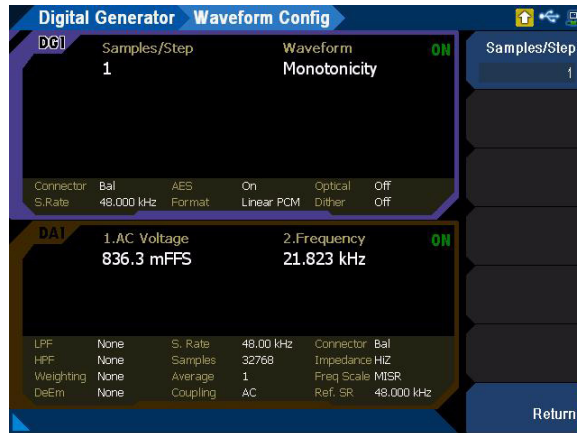 Digital Generator Waveform Config
DG1 Samples/Step Waveform ON
1 Monotonicity
Connector Bal AES On Optical Off
S.Rate 48.000 kHz Format Linear PCM Dither Off
DA1 1.AC Voltage 2.Frequency ON
836.3 mFFS 21.823 kHz
LPF None S. Rate 48.00 kHz Connector Bal
HPF None Samples 32768 Impedance HiZ
Weighting None Average 1 Freq Scale MISR
DeEm None Coupling AC Ref. SR 48.000 kHz
Samples/Step
1
Return